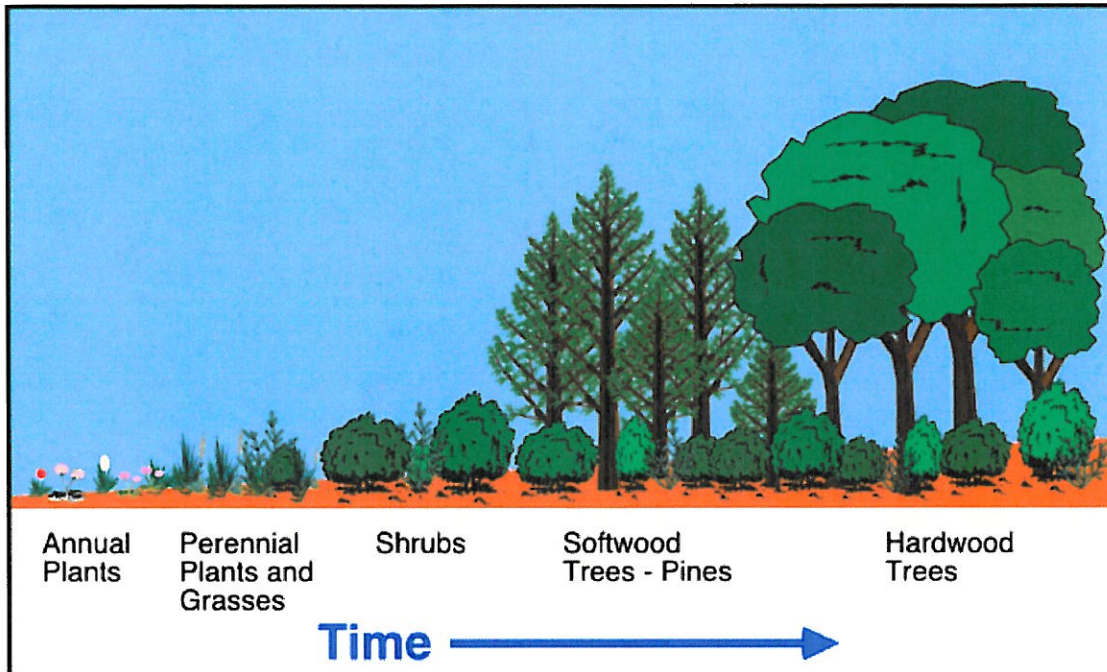 Annual
Plants
Perennial
Plants and
Grasses
Shrubs
Softwood
Trees - Pines
Hardwood
Trees
Time